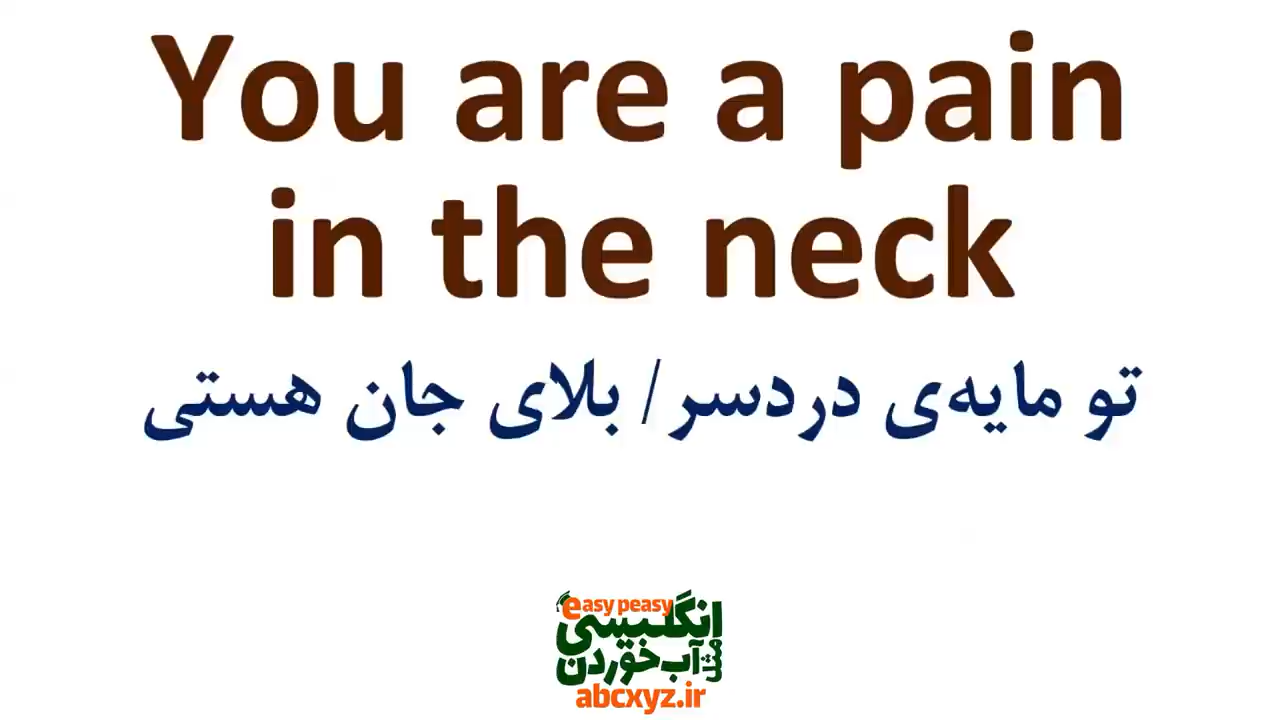 You are a pain
in the neck
تو مایه‌ی دردسر/ بلای جان هستی
easy peasy
انگلیسی
مثل آب خوردن
abcxyz.ir